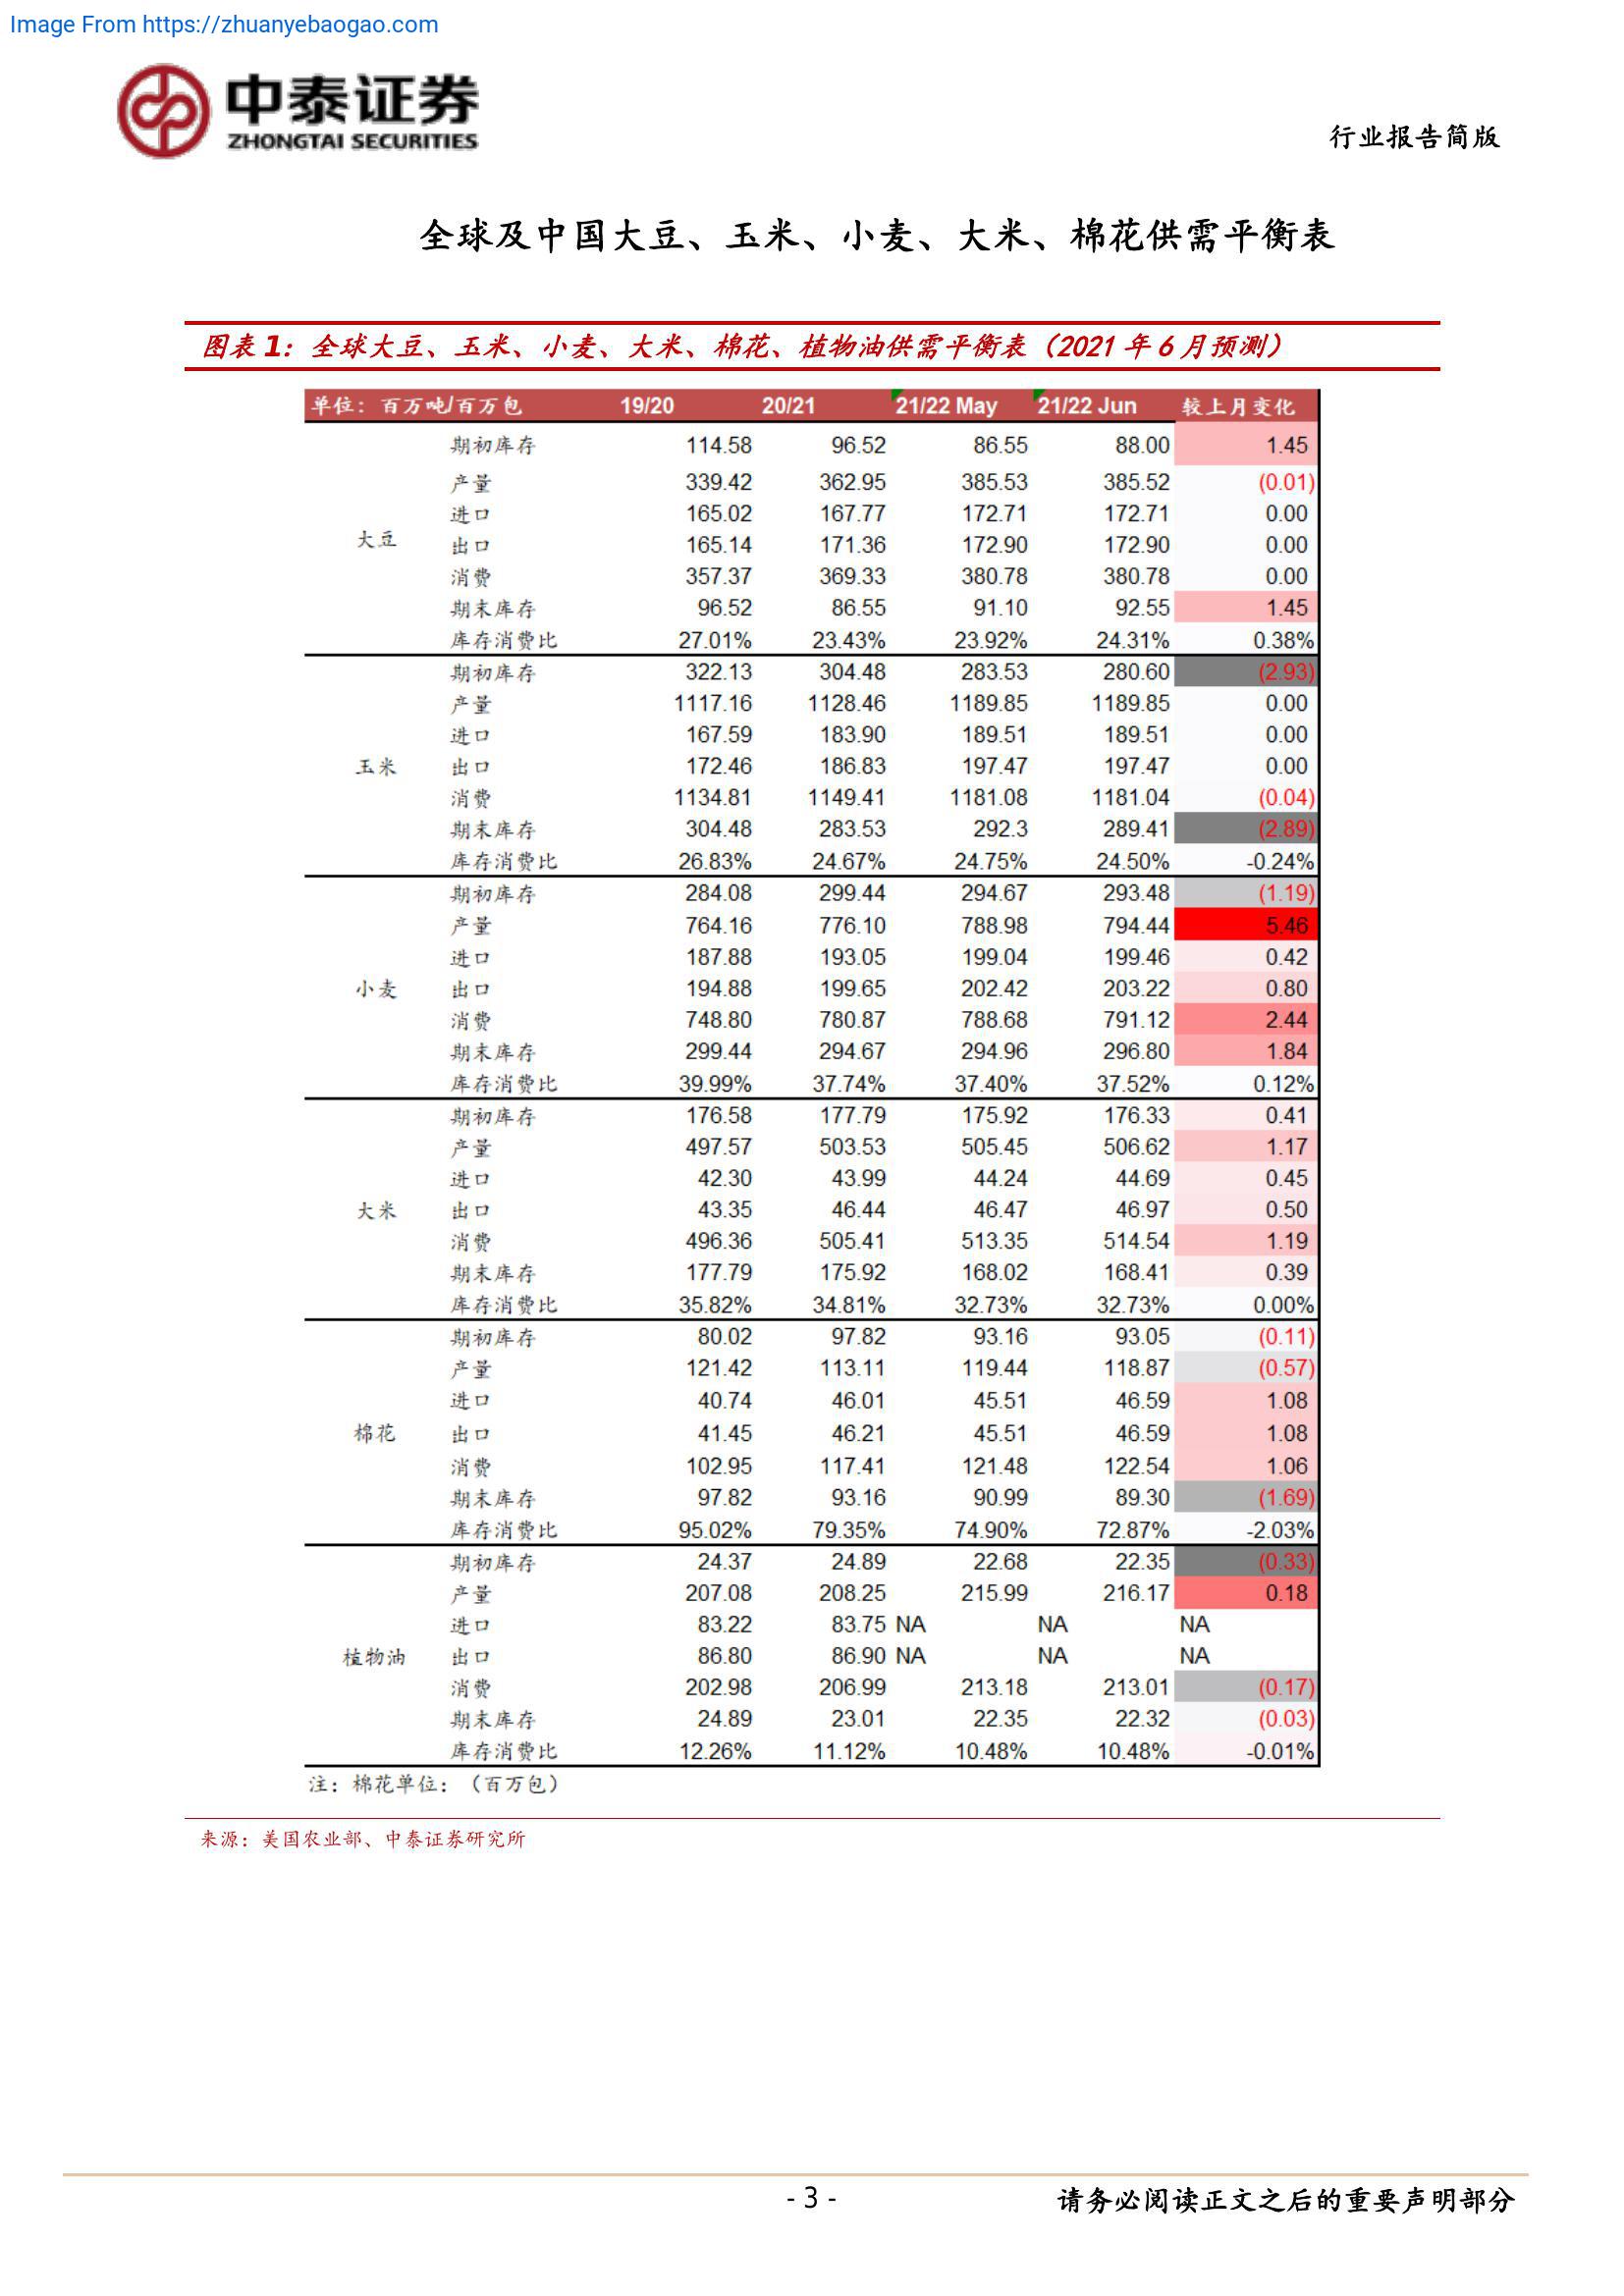 Image From https://zhuanyebaogao.com
中泰证券
ZHONGTAI SECURITIES
行业报告简版
全球及中国大豆、玉米、小麦、大米、棉花供需平衡表
图表 1：全球大豆、玉米、小麦、大米、棉花、植物油供需平衡表（2021 年 6 月预测）
单位：百万吨/百万包 19/20 20/21 21/22 May 21/22 Jun 较上月变化
期初库存 114.58 96.52 86.55 88.00 1.45
产量 339.42 362.95 385.53 385.52 (0.01)
进口 165.02 167.77 172.71 172.71 0.00
大豆
出口 165.14 171.36 172.90 172.90 0.00
消费 357.37 369.33 380.78 380.78 0.00
期末库存 96.52 86.55 91.10 92.55 1.45
库存消费比 27.01% 23.43% 23.92% 24.31% 0.38%
期初库存 322.13 304.48 283.53 280.60 (2.93)
产量 1117.16 1128.46 1189.85 1189.85 0.00
进口 167.59 183.90 189.51 189.51 0.00
玉米 出口 172.46 186.83 197.47 197.47 0.00
消费 1134.81 1149.41 1181.08 1181.04 (0.04)
期末库存 304.48 283.53 292.3 289.41 (2.89)
库存消费比 26.83% 24.67% 24.75% 24.50% -0.24%
期初库存 284.08 299.44 294.67 293.48 (1.19)
产量 764.16 776.10 788.98 794.44 5.46
进口 187.88 193.05 199.04 199.46 0.42
小麦 出口 194.88 199.65 202.42 203.22 0.80
消费 748.80 780.87 788.68 791.12 2.44
期末库存 299.44 294.67 294.96 296.80 1.84
库存消费比 39.99% 37.74% 37.40% 37.52% 0.12%
期初库存 176.58 177.79 175.92 176.33 0.41
产量 497.57 503.53 505.45 506.62 1.17
进口 42.30 43.99 44.24 44.69 0.45
大米 出口 43.35 46.44 46.47 46.97 0.50
消费 496.36 505.41 513.35 514.54 1.19
期末库存 177.79 175.92 168.02 168.41 0.39
库存消费比 35.82% 34.81% 32.73% 32.73% 0.00%
期初库存 80.02 97.82 93.16 93.05 (0.11)
产量 121.42 113.11 119.44 118.87 (0.57)
进口 40.74 46.01 45.51 46.59 1.08
棉花 出口 41.45 46.21 45.51 46.59 1.08
消费 102.95 117.41 121.48 122.54 1.06
期末库存 97.82 93.16 90.99 89.30 (1.69)
库存消费比 95.02% 79.35% 74.90% 72.87% -2.03%
期初库存 24.37 24.89 22.68 22.35 (0.33)
产量 207.08 208.25 215.99 216.17 0.18
进口 83.22 83.75 NA NA NA
植物油 出口 86.80 86.90 NA NA NA
消费 202.98 206.99 213.18 213.01 (0.17)
期末库存 24.89 23.01 22.35 22.32 (0.03)
库存消费比 12.26% 11.12% 10.48% 10.48% -0.01%
注：棉花单位：（百万包）
来源：美国农业部、中泰证券研究所
- 3 -
请务必阅读正文之后的重要声明部分